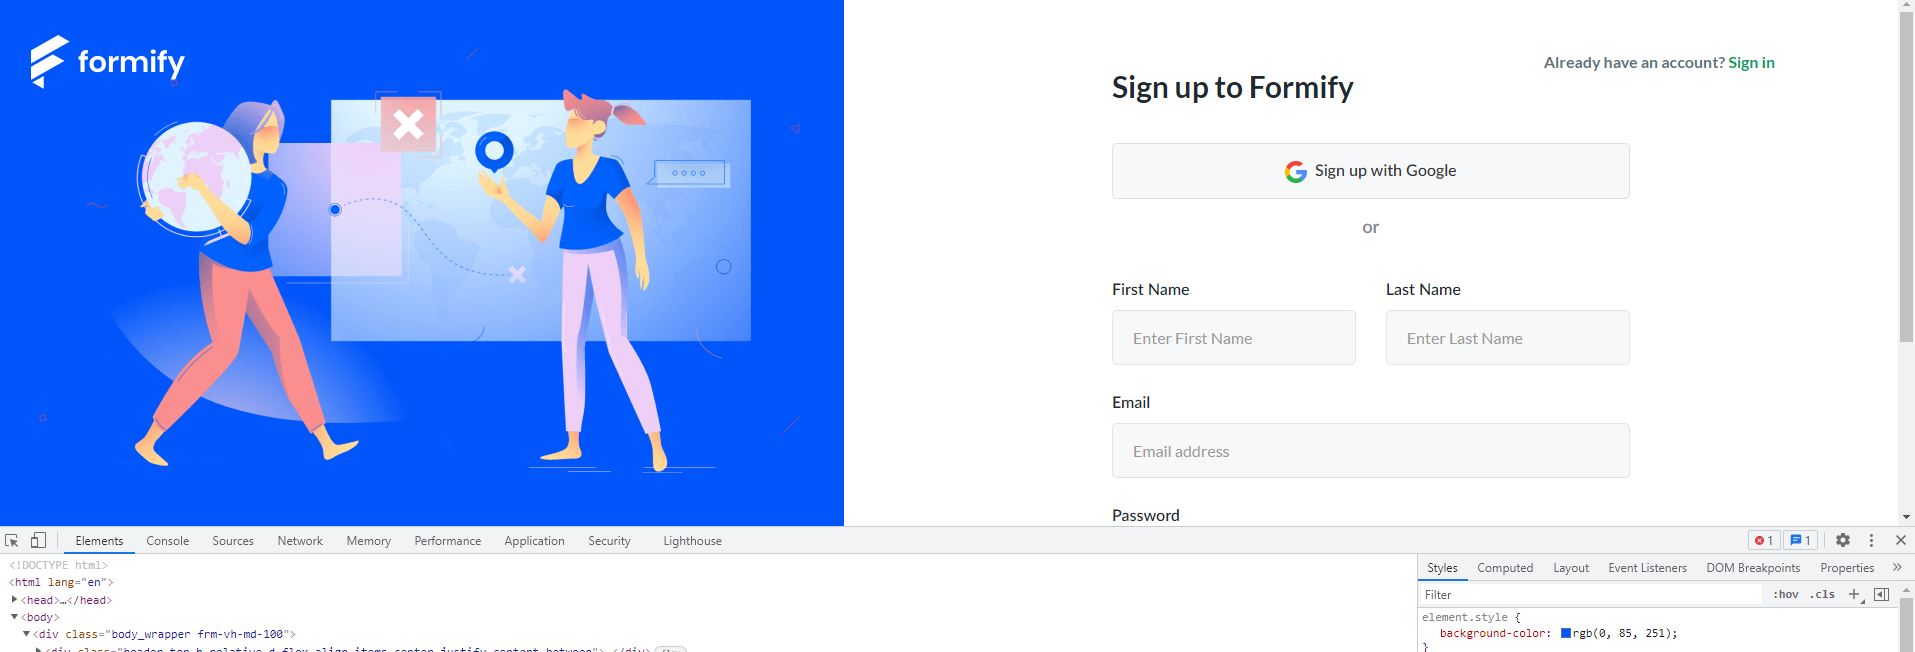 formify
Already have an account? Sign in
Sign up to Formify
Sign up with Google
or
First Name
Last Name
Enter First Name
Enter Last Name
Email
Email address
Password
Elements Console Sources Network Memory Performance Application Security Lighthouse
1 1
<!DOCTYPE html>
<html lang="en">
<head>…</head>
<body>
<div class="body_wrapper frm-vh-md-100">
<div class="header_top h-relative d-flex align-items-center justify-content-between">…</div> flex
Styles Computed Layout Event Listeners DOM Breakpoints Properties »
Filter :hov .cls +
element.style {
background-color: rgb(0, 85, 251);
}